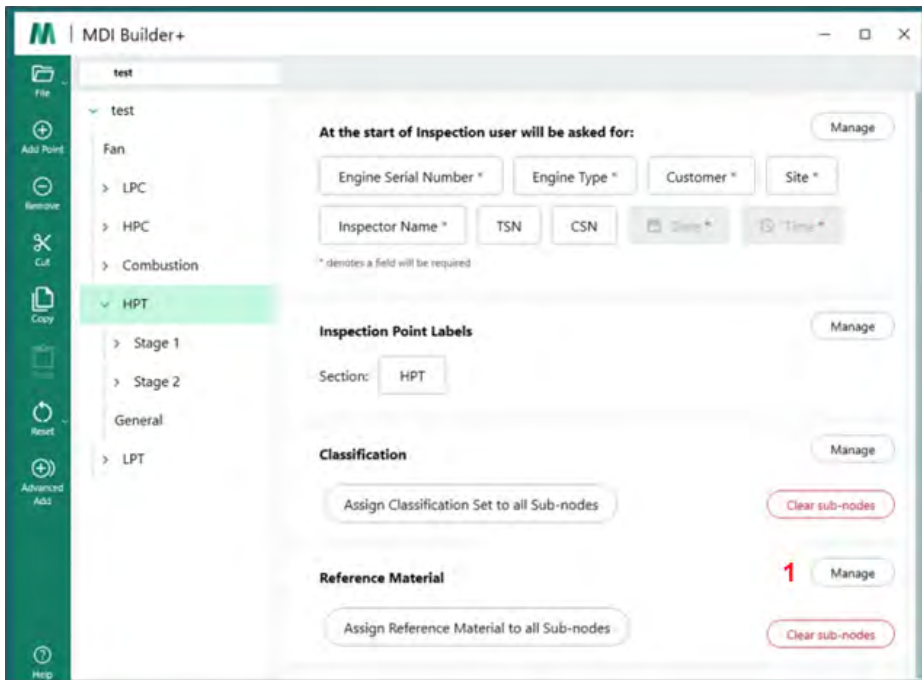 MDI Builder+
File
test
Add Point
Remove
Cut
Copy
Reset
Advanced
Add
Help
test
Fan
LPC
HPC
Combustion
HPT
Stage 1
Stage 2
General
LPT
At the start of Inspection user will be asked for:
Manage
Engine Serial Number *
Engine Type *
Customer *
Site *
Inspector Name *
TSN
CSN
Date *
Time *
* denotes a field will be required
Inspection Point Labels
Manage
Section:
HPT
Classification
Manage
Assign Classification Set to all Sub-nodes
Clear sub-nodes
Reference Material
1
Manage
Assign Reference Material to all Sub-nodes
Clear sub-nodes